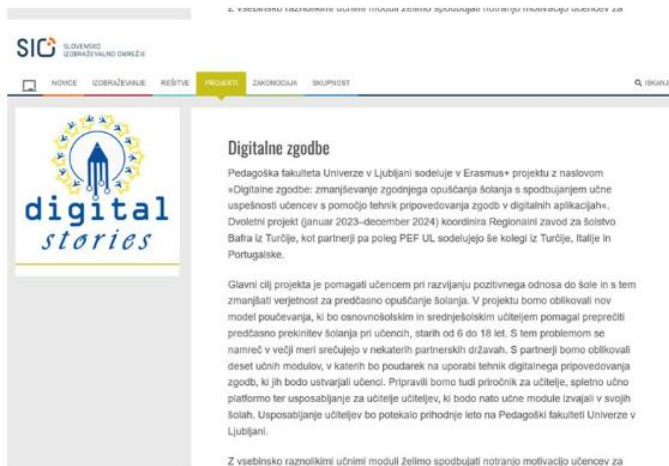 Z vsebinsko raznolikimi učnimi moduli želimo spodbujati notranjo motivacijo učencev za
SIO SLOVENSKO
IZOBRAŽEVALNO OMREŽJE
NOVICE IZOBRAŽEVANJE REŠITVE PROJEKTI ZAKONODAJA SKUPNOST ISKANJ
digital
stories
Digitalne zgodbe
Pedagoška fakulteta Univerze v Ljubljani sodeluje v Erasmus+ projektu z naslovom
»Digitalne zgodbe: zmanjševanje zgodnjega opuščanja šolanja s spodbujanjem učne
uspešnosti učencev s pomočjo tehnik pripovedovanja zgodb v digitalnih aplikacijah«.
Dvoletni projekt (januar 2023–december 2024) koordinira Regionalni zavod za šolstvo
Bafra iz Turčije, kot partnerji pa poleg PEF UL sodelujejo še kolegi iz Turčije, Italije in
Portugalske.
Glavni cilj projekta je pomagati učencem pri razvijanju pozitivnega odnosa do šole in s tem
zmanjšati verjetnost za predčasno opuščanje šolanja. V projektu bomo oblikovali nov
model poučevanja, ki bo osnovnošolskim in srednješolskim učiteljem pomagal preprečiti
predčasno prekinitev šolanja pri učencih, starih od 6 do 18 let. S tem problemom se
namreč v večji meri srečujejo v nekaterih partnerskih državah. S partnerji bomo oblikovali
deset učnih modulov, v katerih bo poudarek na uporabi tehnik digitalnega pripovedovanja
zgodb, ki jih bodo ustvarjali učenci. Pripravili bomo tudi priročnik za učitelje, spletno učno
platformo ter usposabljanje za učitelje učiteljev, ki bodo nato učne module izvajali v svojih
šolah. Usposabljanje učiteljev bo potekalo prihodnje leto na Pedagoški fakulteti Univerze v
Ljubljani.
Z vsebinsko raznolikimi učnimi moduli želimo spodbujati notranjo motivacijo učencev za